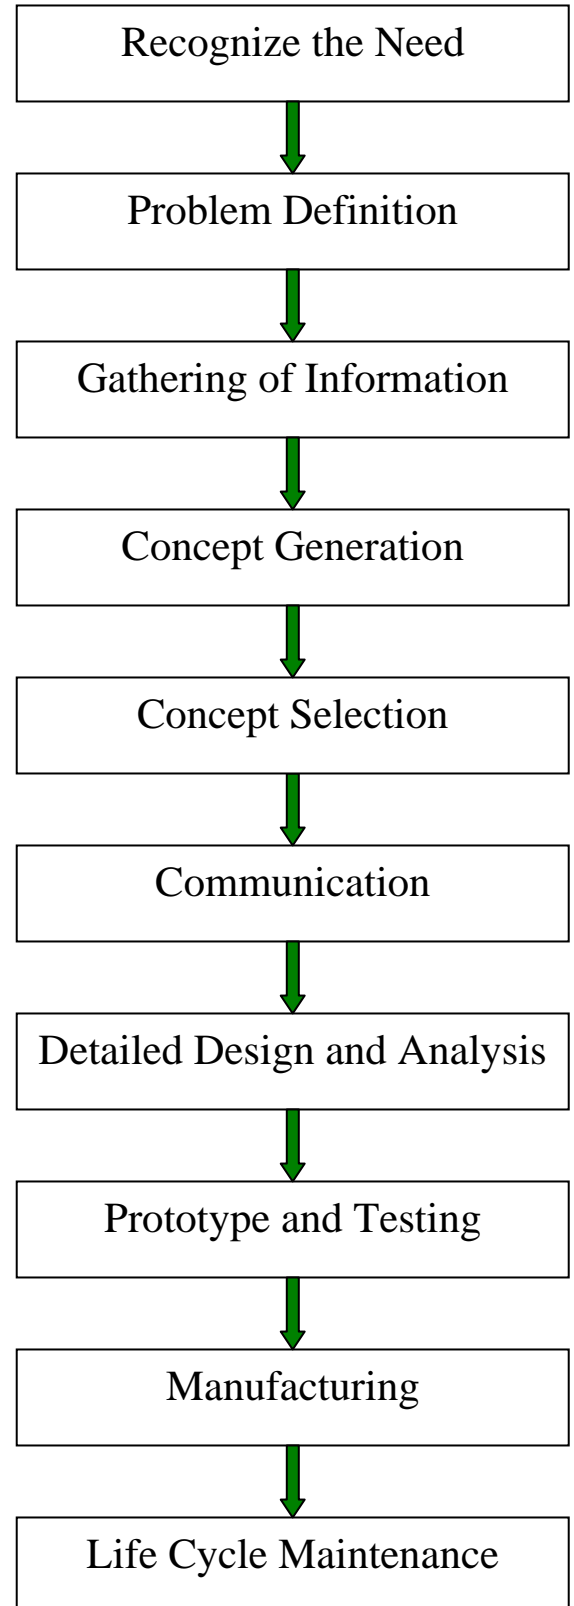 Recognize the Need
Problem Definition
Gathering of Information
Concept Generation
Concept Selection
Communication
Detailed Design and Analysis
Prototype and Testing
Manufacturing
Life Cycle Maintenance